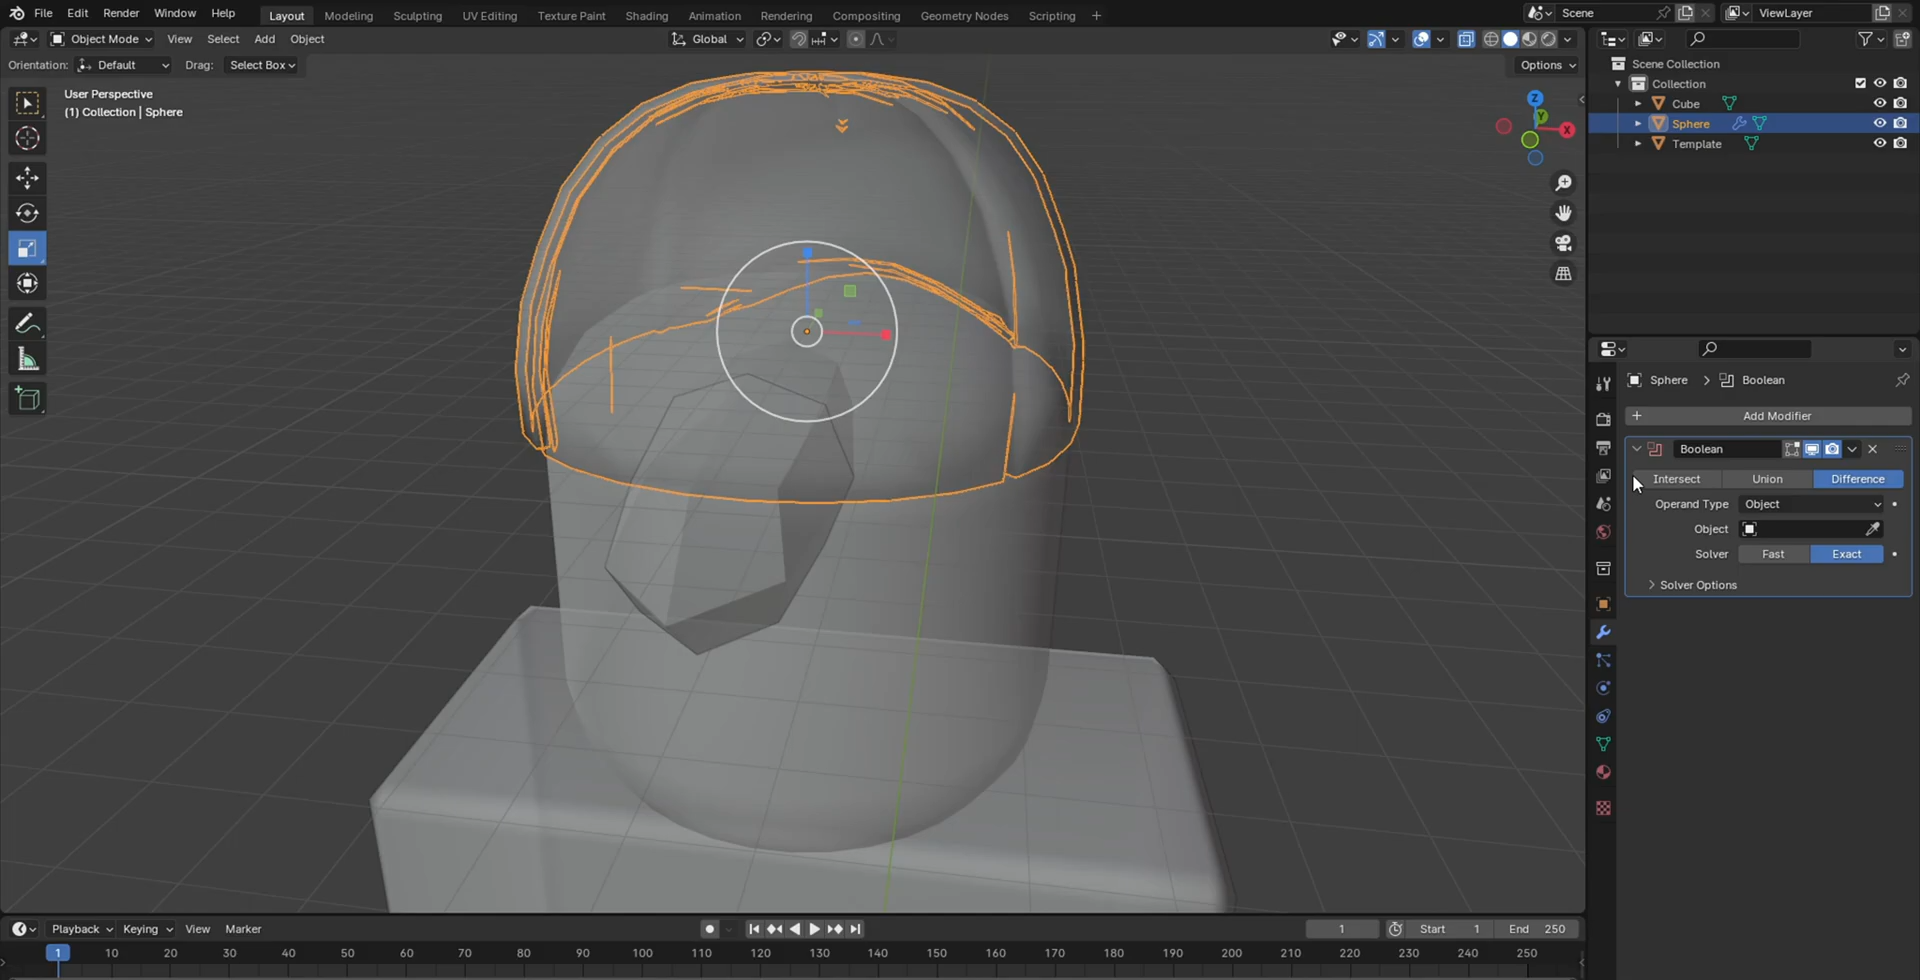 File Edit Render Window Help Layout Modeling Sculpting UV Editing Texture Paint Shading Animation Rendering Compositing Geometry Nodes Scripting + Scene ViewLayer
Object Mode View Select Add Object Global
Orientation: Default Drag: Select Box Options
User Perspective
(1) Collection | Sphere
Z
Y
X
Scene Collection
Collection
Cube
Sphere
Template
Sphere > Boolean
+ Add Modifier
Boolean
Intersect Union Difference
Operand Type Object
Object
Solver Fast Exact
Solver Options
Playback Keying View Marker 1 Start 1 End 250
1 10 20 30 40 50 60 70 80 90 100 110 120 130 140 150 160 170 180 190 200 210 220 230 240 250